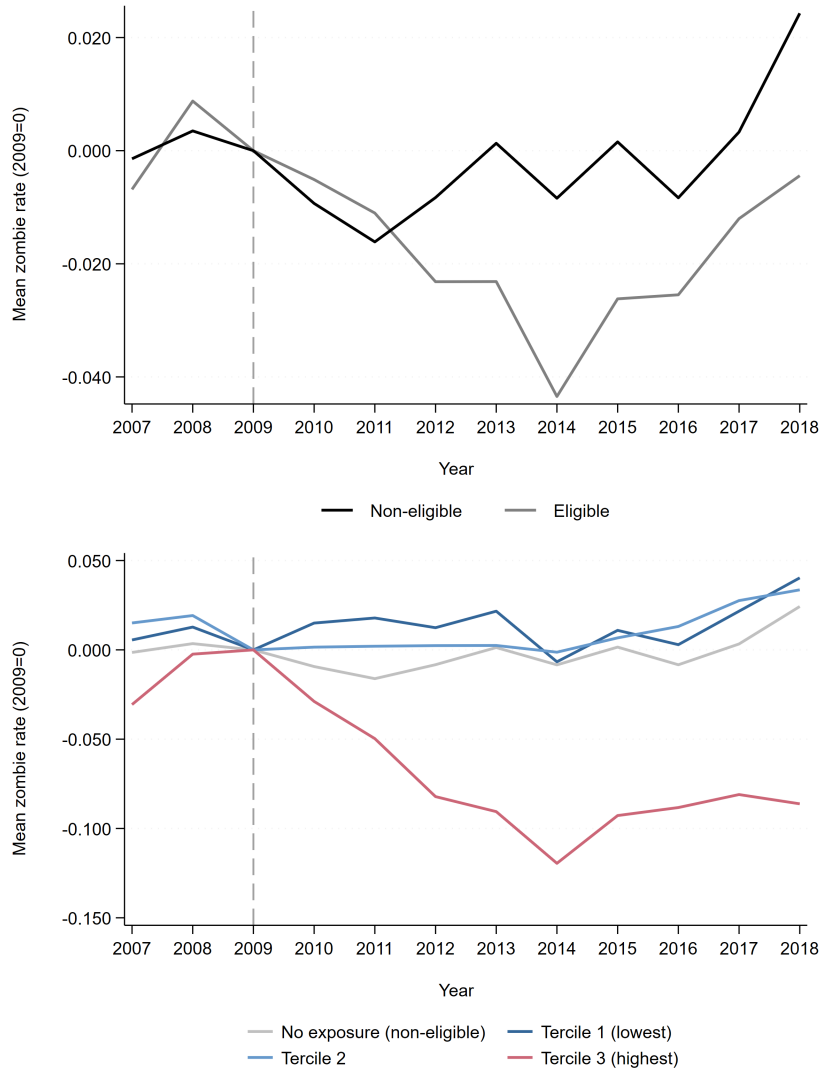 Mean zombie rate (2009=0)
0.020
0.000
-0.020
-0.040
2007 2008 2009 2010 2011 2012 2013 2014 2015 2016 2017 2018
Year
Non-eligible Eligible
Mean zombie rate (2009=0)
0.050
0.000
-0.050
-0.100
-0.150
2007 2008 2009 2010 2011 2012 2013 2014 2015 2016 2017 2018
Year
No exposure (non-eligible) Tercile 1 (lowest)
Tercile 2 Tercile 3 (highest)